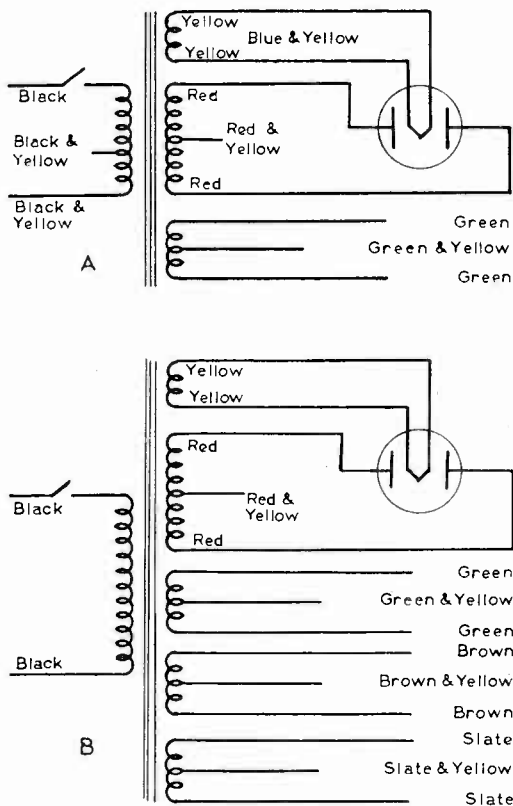 Yellow
Blue & Yellow
Yellow
Black
Red
Black &
Yellow
Red &
Yellow
Red
Black &
Yellow
Green
Green & Yellow
Green
A
Yellow
Yellow
Red
Black
Red &
Yellow
Red
Green
Green & Yellow
Green
Black
Brown
Brown & Yellow
Brown
B
Slate
Slate & Yellow
Slate